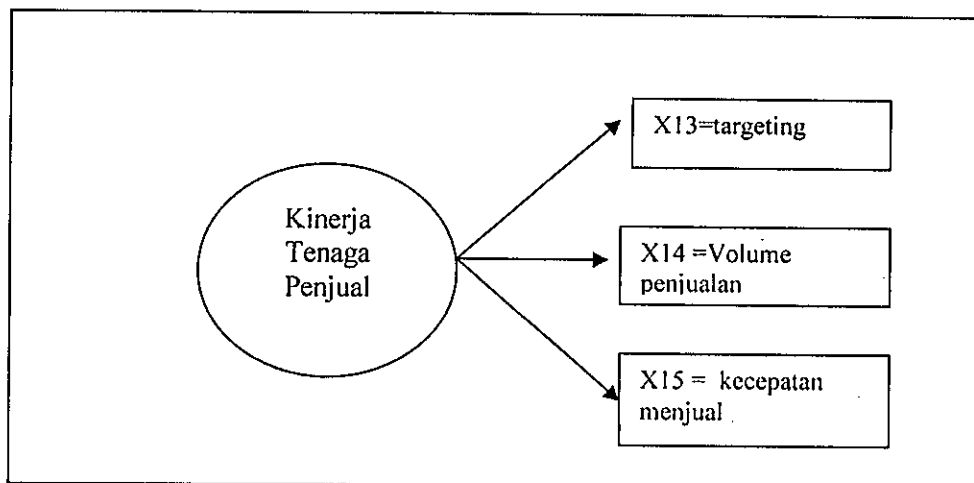 Kinerja
Tenaga
Penjual
X13=targeting
X14 =Volume
penjualan
X15 = kecepatan
menjual